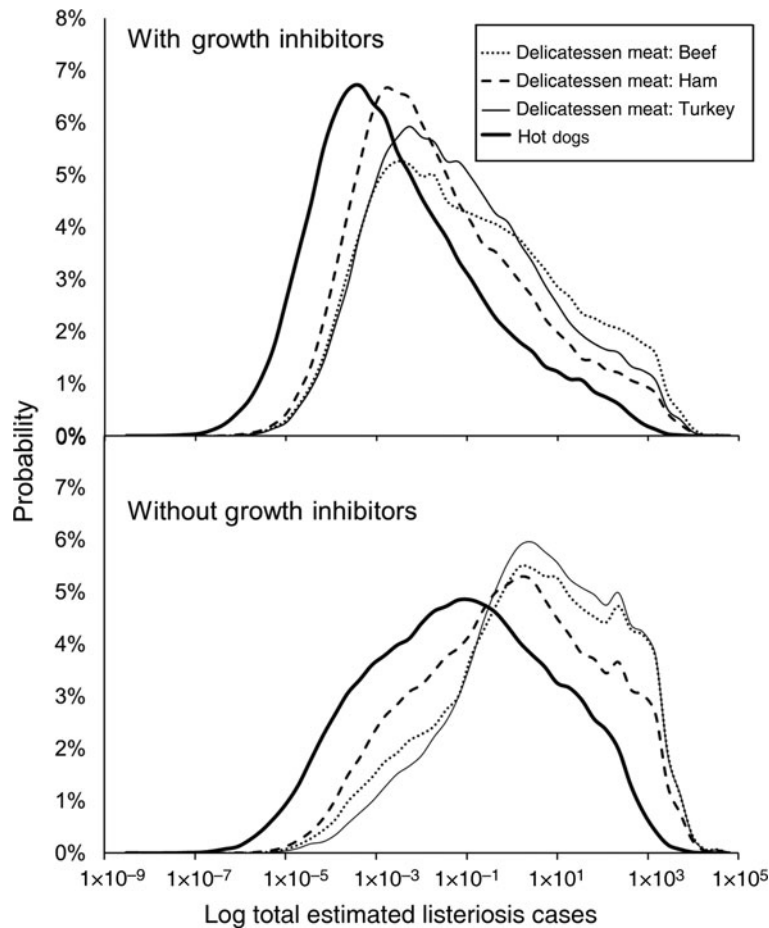 8%
With growth inhibitors
7%
6%
5%
4%
3%
2%
1%
0%
Delicatessen meat: Beef
Delicatessen meat: Ham
Delicatessen meat: Turkey
Hot dogs
Probability
7%
Without growth inhibitors
6%
5%
4%
3%
2%
1%
0%
1×10⁻⁹ 1×10⁻⁷ 1×10⁻⁵ 1×10⁻³ 1×10⁻¹ 1×10¹ 1×10³ 1×10⁵
Log total estimated listeriosis cases